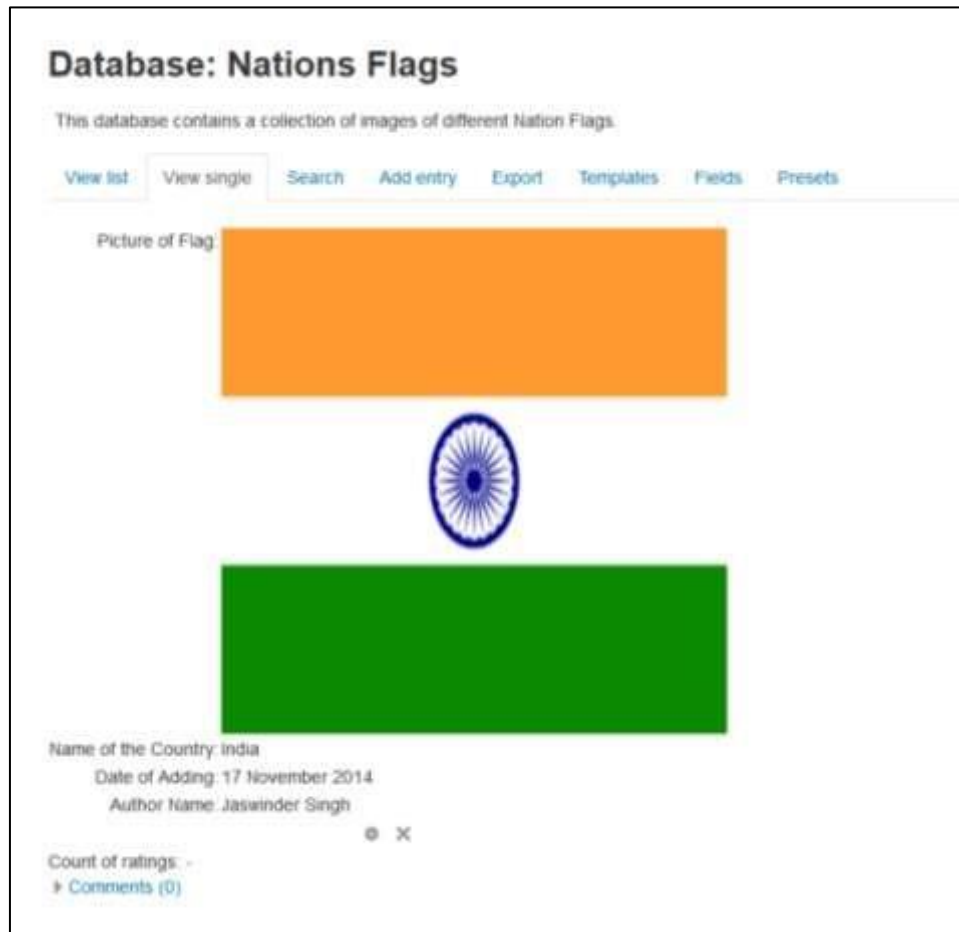 Database: Nations Flags
This database contains a collection of images of different Nation Flags.
View list View single Search Add entry Export Templates Fields Presets
Picture of Flag:
Name of the Country: India
Date of Adding: 17 November 2014
Author Name: Jaswinder Singh
Count of ratings: -
Comments (0)